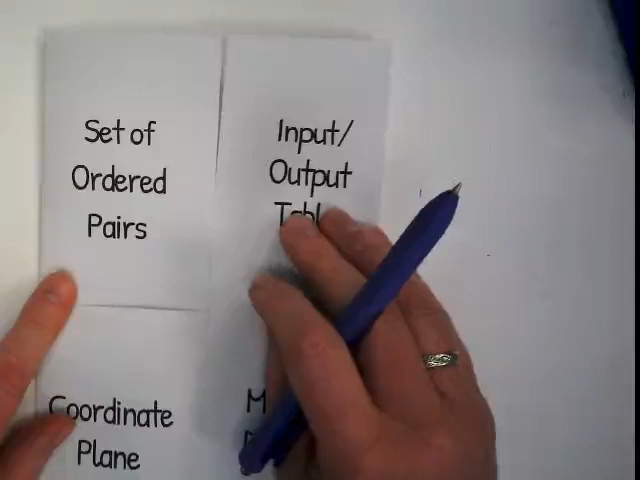 Set of
Ordered
Pairs
Input/
Output
Coordinate
Plane